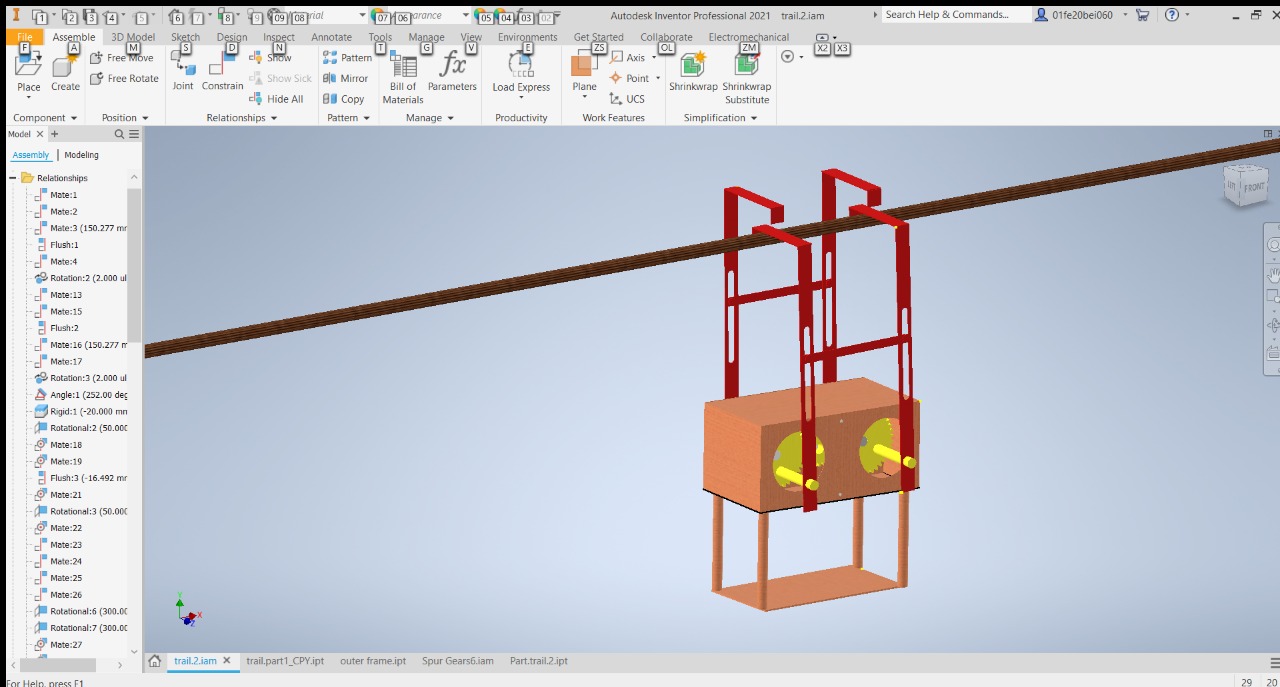 Autodesk Inventor Professional 2021 trail.2.iam
Search Help & Commands...
01fe20bei060
1 2 3 4 5 6 7 8 9 09 08 07 06 05 04 03 02
File Assemble 3D Model Sketch Design Inspect Annotate Tools Manage View Environments Get Started Collaborate Electromechanical
F A M S D N T G V E ZS OL ZM X2 X3
Place
Create
Free Move
Free Rotate
Joint
Constrain
Show
Show Sick
Hide All
Pattern
Mirror
Copy
Bill of
Materials
fx
Parameters
Load Express
Plane
Axis
Point
UCS
Shrinkwrap
Shrinkwrap
Substitute
Component Position Relationships Pattern Manage Productivity Work Features Simplification
Model
Assembly | Modeling
Relationships
Mate:1
Mate:2
Mate:3 (150.277 mr
Flush:1
Mate:4
Rotation:2 (2.000 ul
Mate:13
Mate:15
Flush:2
Mate:16 (150.277 r
Mate:17
Rotation:3 (2.000 ul
Angle:1 (252.00 deg
Rigid:1 (-20.000 mm
Rotational:2 (50.000
Mate:18
Mate:19
Flush:3 (-16.492 mm
Mate:21
Rotational:3 (50.000
Mate:22
Mate:23
Mate:24
Mate:25
Mate:26
Rotational:6 (300.00
Rotational:7 (300.00
Mate:27
FRONT
Y
X
Z
trail.2.iam trail.part1_CPY.ipt outer frame.ipt Spur Gears6.iam Part.trail.2.ipt
For Help, press F1
29 20